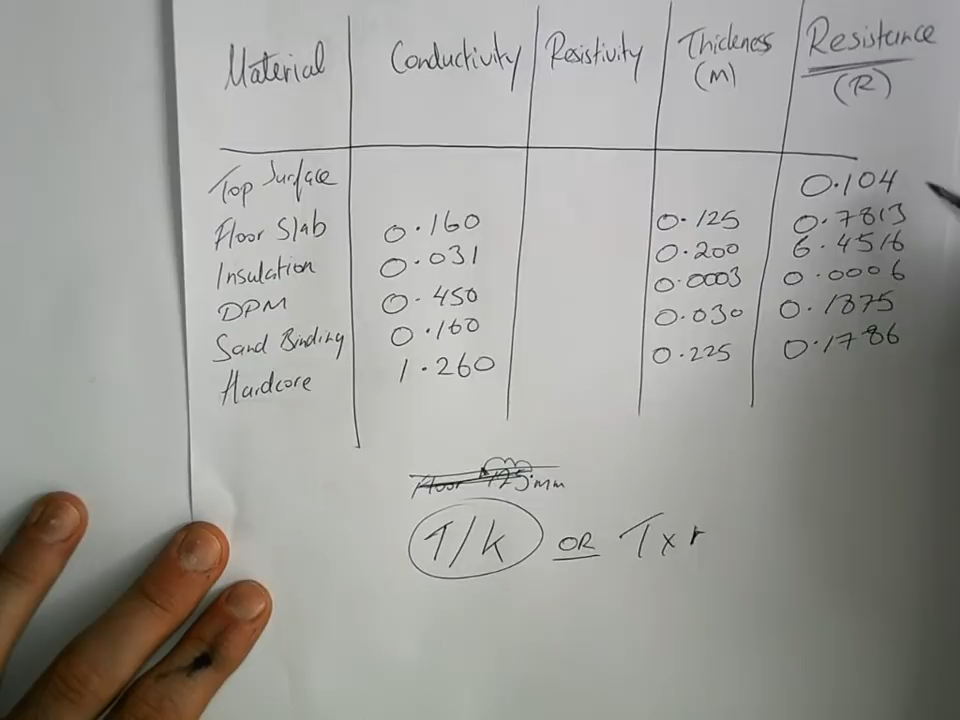 Material Conductivity Resistivity Thickness (M) Resistance (R)
Top Surface 0.104
Floor Slab 0.160 0.125 0.7813
Insulation 0.031 0.200 6.4516
DPM 0.450 0.0003 0.0006
Sand Binding 0.160 0.030 0.1875
Hardcore 1.260 0.225 0.1786
Floor 125mm
T/k OR T x r